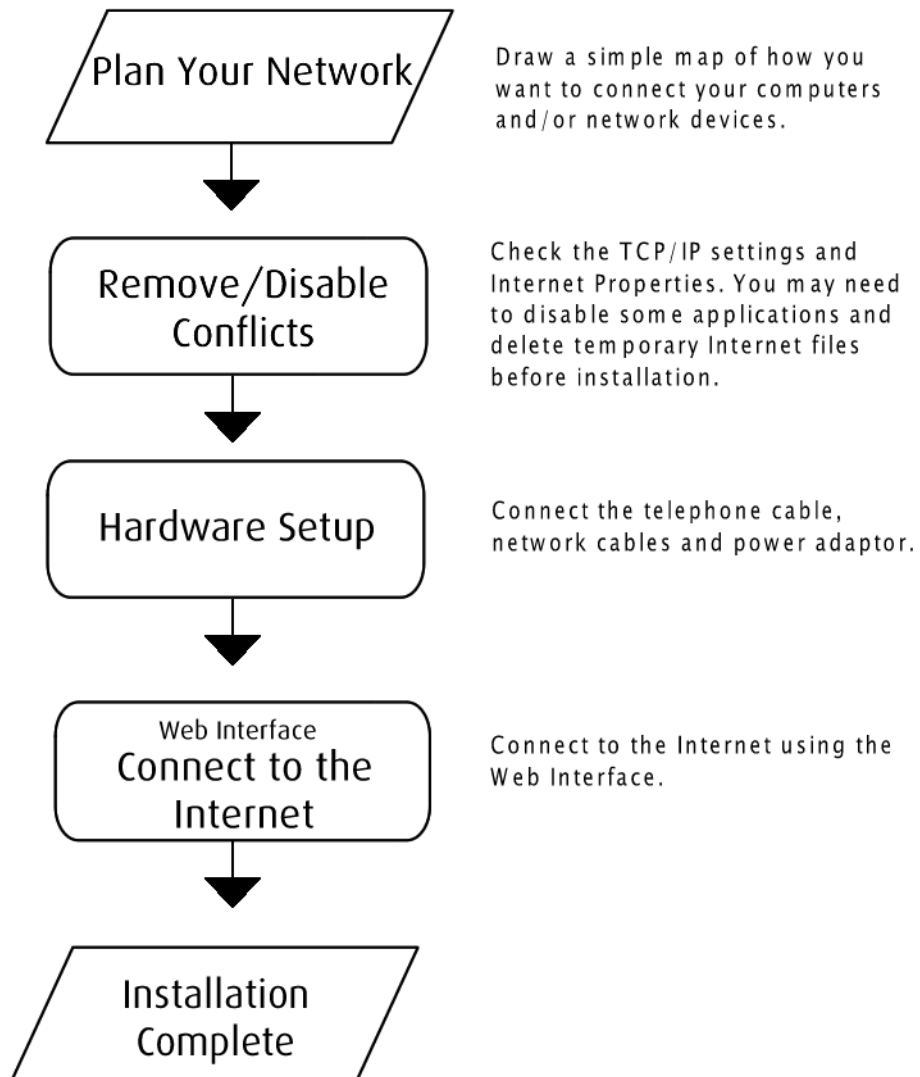 Plan Your Network
Draw a simple map of how you
want to connect your computers
and/or network devices.
Remove/Disable
Conflicts
Check the TCP/IP settings and
Internet Properties. You may need
to disable some applications and
delete temporary Internet files
before installation.
Hardware Setup
Connect the telephone cable,
network cables and power adaptor.
Web Interface
Connect to the
Internet
Connect to the Internet using the
Web Interface.
Installation
Complete